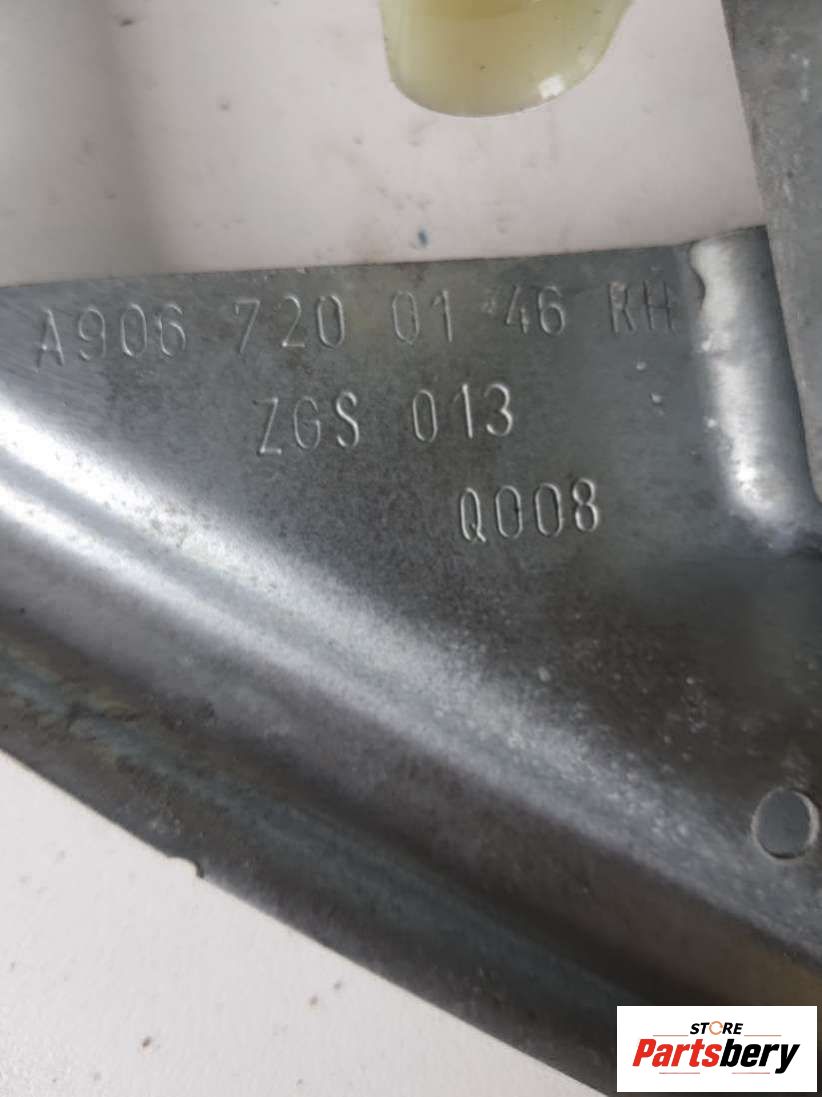 A906 720 01 46 RH
ZGS 013
Q008
STORE
Partsbery